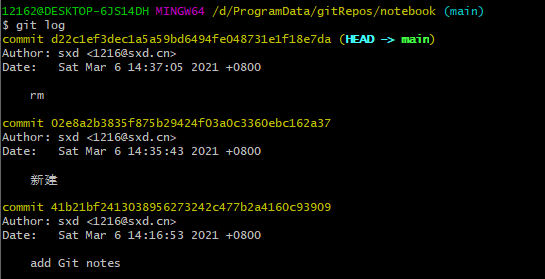 12162@DESKTOP-6JS14DH MINGW64 /d/ProgramData/gitRepos/notebook (main)
$ git log
commit d22c1ef3dec1a5a59bd6494fe048731e1f18e7da (HEAD -> main)
Author: sxd <1216@sxd.cn>
Date:   Sat Mar 6 14:37:05 2021 +0800
rm
commit 02e8a2b3835f875b29424f03a0c3360ebc162a37
Author: sxd <1216@sxd.cn>
Date:   Sat Mar 6 14:35:43 2021 +0800
新建
commit 41b21bf2413038956273242c477b2a4160c93909
Author: sxd <1216@sxd.cn>
Date:   Sat Mar 6 14:16:53 2021 +0800
add Git notes